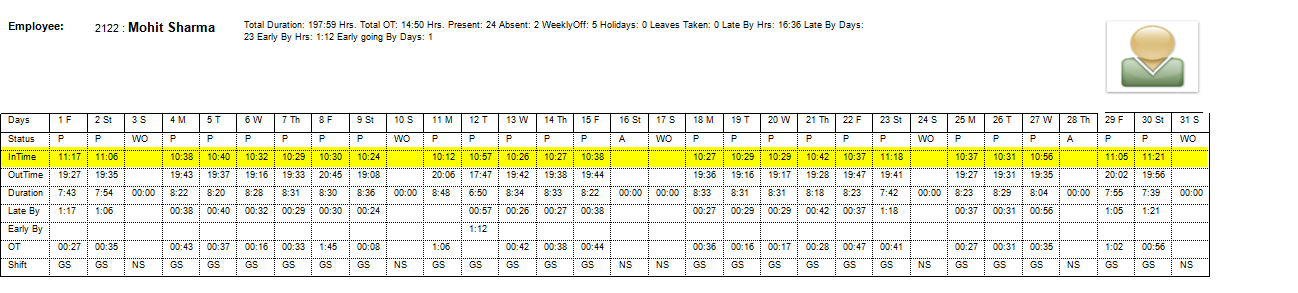 Employee: 2122 : Mohit Sharma Total Duration: 197:59 Hrs. Total OT: 14:50 Hrs. Present: 24 Absent: 2 WeeklyOff: 5 Holidays: 0 Leaves Taken: 0 Late By Hrs: 16:36 Late By Days:
23 Early By Hrs: 1:12 Early going By Days: 1
Days 1 F 2 St 3 S 4 M 5 T 6 W 7 Th 8 F 9 St 10 S 11 M 12 T 13 W 14 Th 15 F 16 St 17 S 18 M 19 T 20 W 21 Th 22 F 23 St 24 S 25 M 26 T 27 W 28 Th 29 F 30 St 31 S
Status P P WO P P P P P P WO P P P P P A WO P P P P P P WO P P P A P P WO
InTime 11:17 11:06 10:38 10:40 10:32 10:29 10:30 10:24 10:12 10:57 10:26 10:27 10:38 10:27 10:29 10:29 10:42 10:37 11:18 10:37 10:31 10:56 11:05 11:21
OutTime 19:27 19:35 19:43 19:37 19:16 19:33 20:45 19:08 20:06 17:47 19:42 19:38 19:44 19:36 19:16 19:17 19:28 19:47 19:41 19:27 19:31 19:35 20:02 19:56
Duration 7:43 7:54 00:00 8:22 8:20 8:28 8:31 8:30 8:36 00:00 8:48 6:50 8:34 8:33 8:22 00:00 00:00 8:33 8:31 8:31 8:18 8:23 7:42 00:00 8:23 8:29 8:04 00:00 7:55 7:39 00:00
Late By 1:17 1:06 00:38 00:40 00:32 00:29 00:30 00:24 00:57 00:26 00:27 00:38 00:27 00:29 00:29 00:42 00:37 1:18 00:37 00:31 00:56 1:05 1:21
Early By 1:12
OT 00:27 00:35 00:43 00:37 00:16 00:33 1:45 00:08 1:06 00:42 00:38 00:44 00:36 00:16 00:17 00:28 00:47 00:41 00:27 00:31 00:35 1:02 00:56
Shift GS GS NS GS GS GS GS GS GS NS GS GS GS GS GS NS NS GS GS GS GS GS GS NS GS GS GS NS GS GS NS